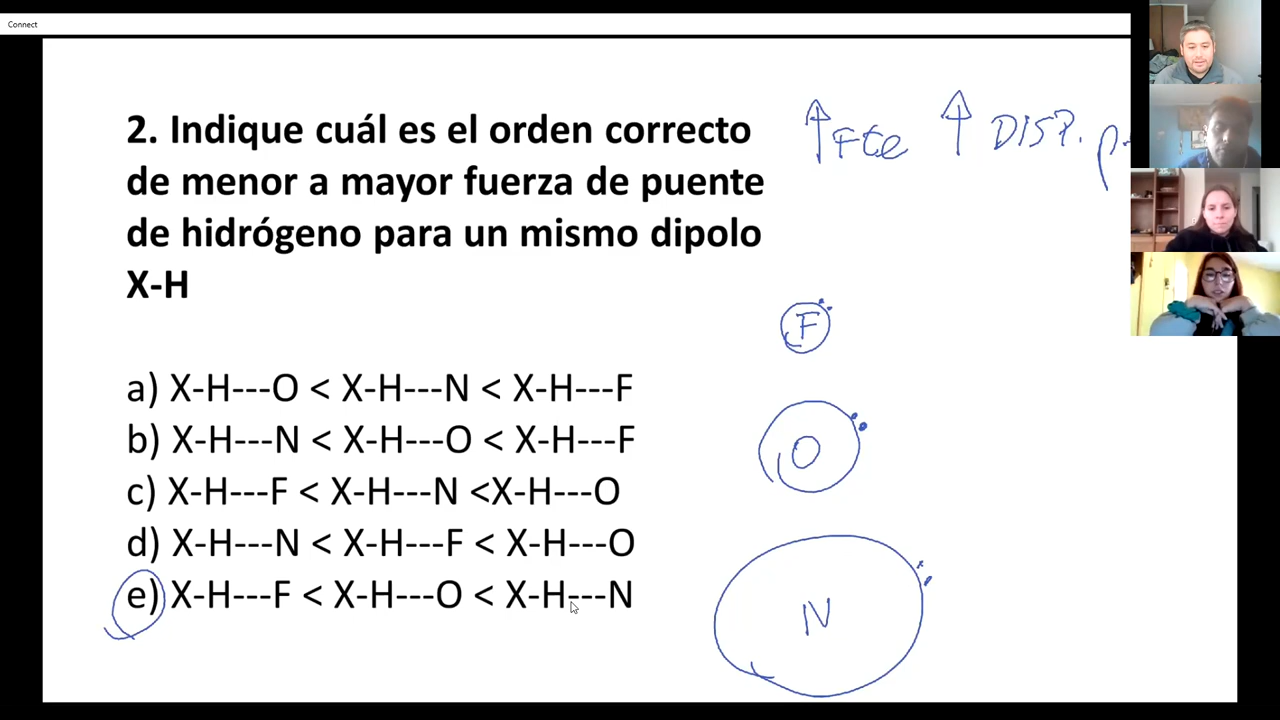 Connect
2. Indique cuál es el orden correcto
de menor a mayor fuerza de puente
de hidrógeno para un mismo dipolo
X-H
a) X-H---O < X-H---N < X-H---F
b) X-H---N < X-H---O < X-H---F
c) X-H---F < X-H---N <X-H---O
d) X-H---N < X-H---F < X-H---O
e) X-H---F < X-H---O < X-H---N
DISP.
F
O
N